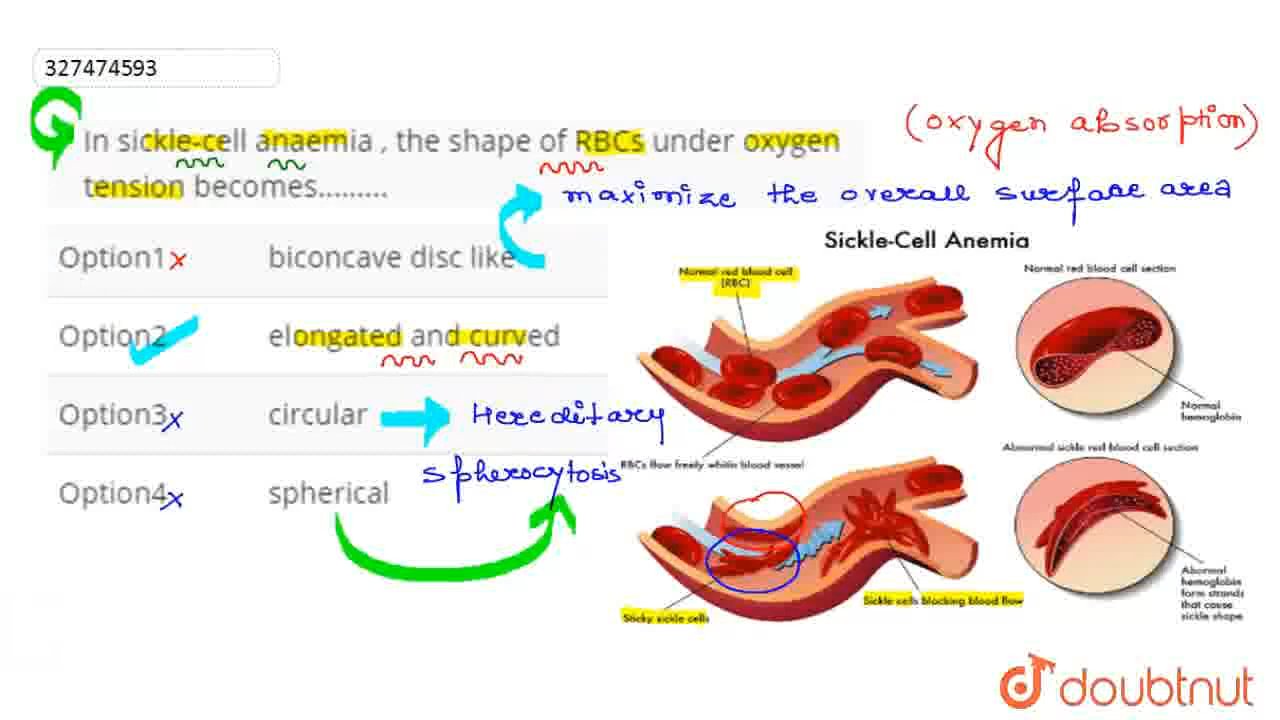 327474593
In sickle-cell anaemia , the shape of RBCs under oxygen
tension becomes.........
(oxygen absorption)
maximize the overall surface area
Option1 x biconcave disc like
Option2 elongated and curved
Option3 x circular
Hereditary
Spherocytosis
Option4 x spherical
Sickle-Cell Anemia
Normal red blood cell
(RBC)
Normal red blood cell section
Normal
hemoglobin
RBCs flow freely whitin blood vessel
Abnormal sickle red blood cell section
Sticky sickle cells
Sickle cells blocking blood flow
Abormal
hemoglobin
form strands
that cause
sickle shape
doubtnut